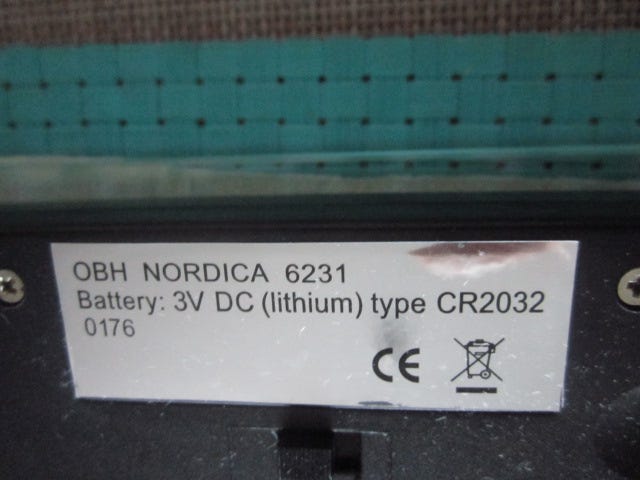 OBH NORDICA 6231
Battery: 3V DC (lithium) type CR2032
0176
CE